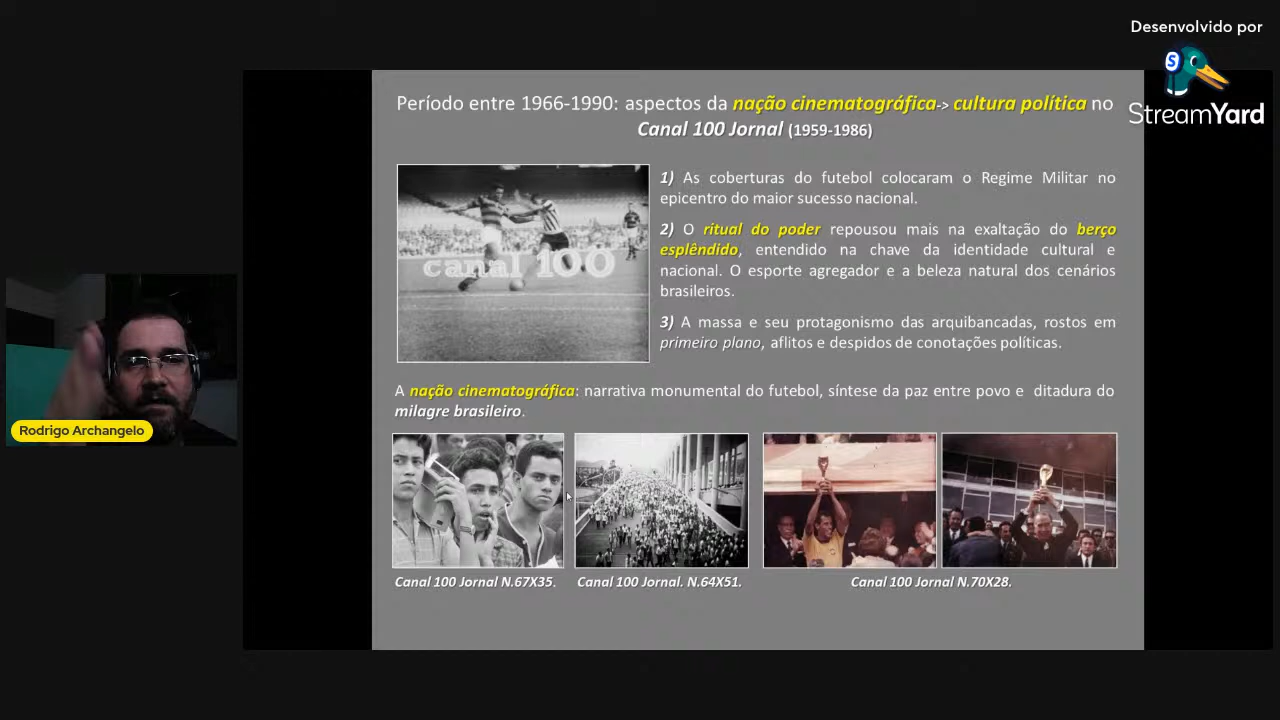 Desenvolvido por
StreamYard
Período entre 1966-1990: aspectos da nação cinematográfica-> cultura política no
Canal 100 Jornal (1959-1986)
canal 100
1) As coberturas do futebol colocaram o Regime Militar no
epicentro do maior sucesso nacional.
2) O ritual do poder repousou mais na exaltação do berço
esplêndido, entendido na chave da identidade cultural e
nacional. O esporte agregador e a beleza natural dos cenários
brasileiros.
3) A massa e seu protagonismo das arquibancadas, rostos em
primeiro plano, aflitos e despidos de conotações políticas.
A nação cinematográfica: narrativa monumental do futebol, síntese da paz entre povo e ditadura do
milagre brasileiro.
Rodrigo Archangelo
Canal 100 Jornal N.67X35.
Canal 100 Jornal. N.64X51.
Canal 100 Jornal N.70X28.